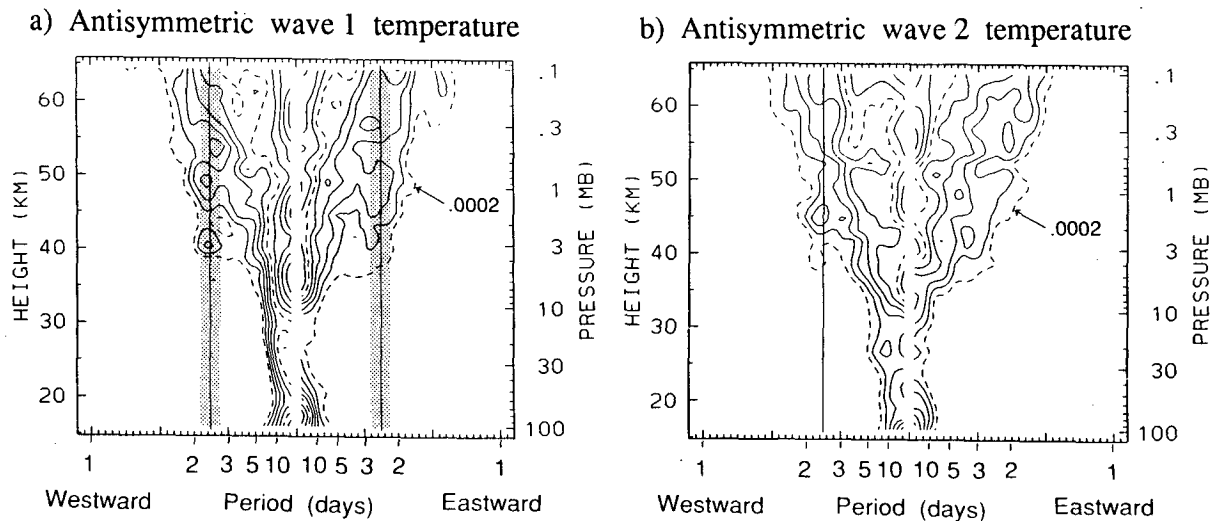 a) Antisymmetric wave 1 temperature
HEIGHT (KM)
60
50
40
30
20
.1
.3
1
3
10
30
100
PRESSURE (MB)
.0002
1 2 3 5 10 10 5 3 2 1
Westward Period (days) Eastward
b) Antisymmetric wave 2 temperature
HEIGHT (KM)
60
50
40
30
20
.1
.3
1
3
10
30
100
PRESSURE (MB)
.0002
1 2 3 5 10 10 5 3 2 1
Westward Period (days) Eastward